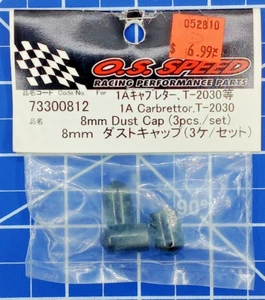 052810
$ 6.99
O.S. SPEED
RACING PERFORMANCE PARTS
品名コード Code No. For 1Aキャブレター、T-2030等
73300812 1A Carbrettor,T-2030
品名 8mm Dust Cap (3pcs./set)
8mm ダストキャップ(3ケ/セット)
90